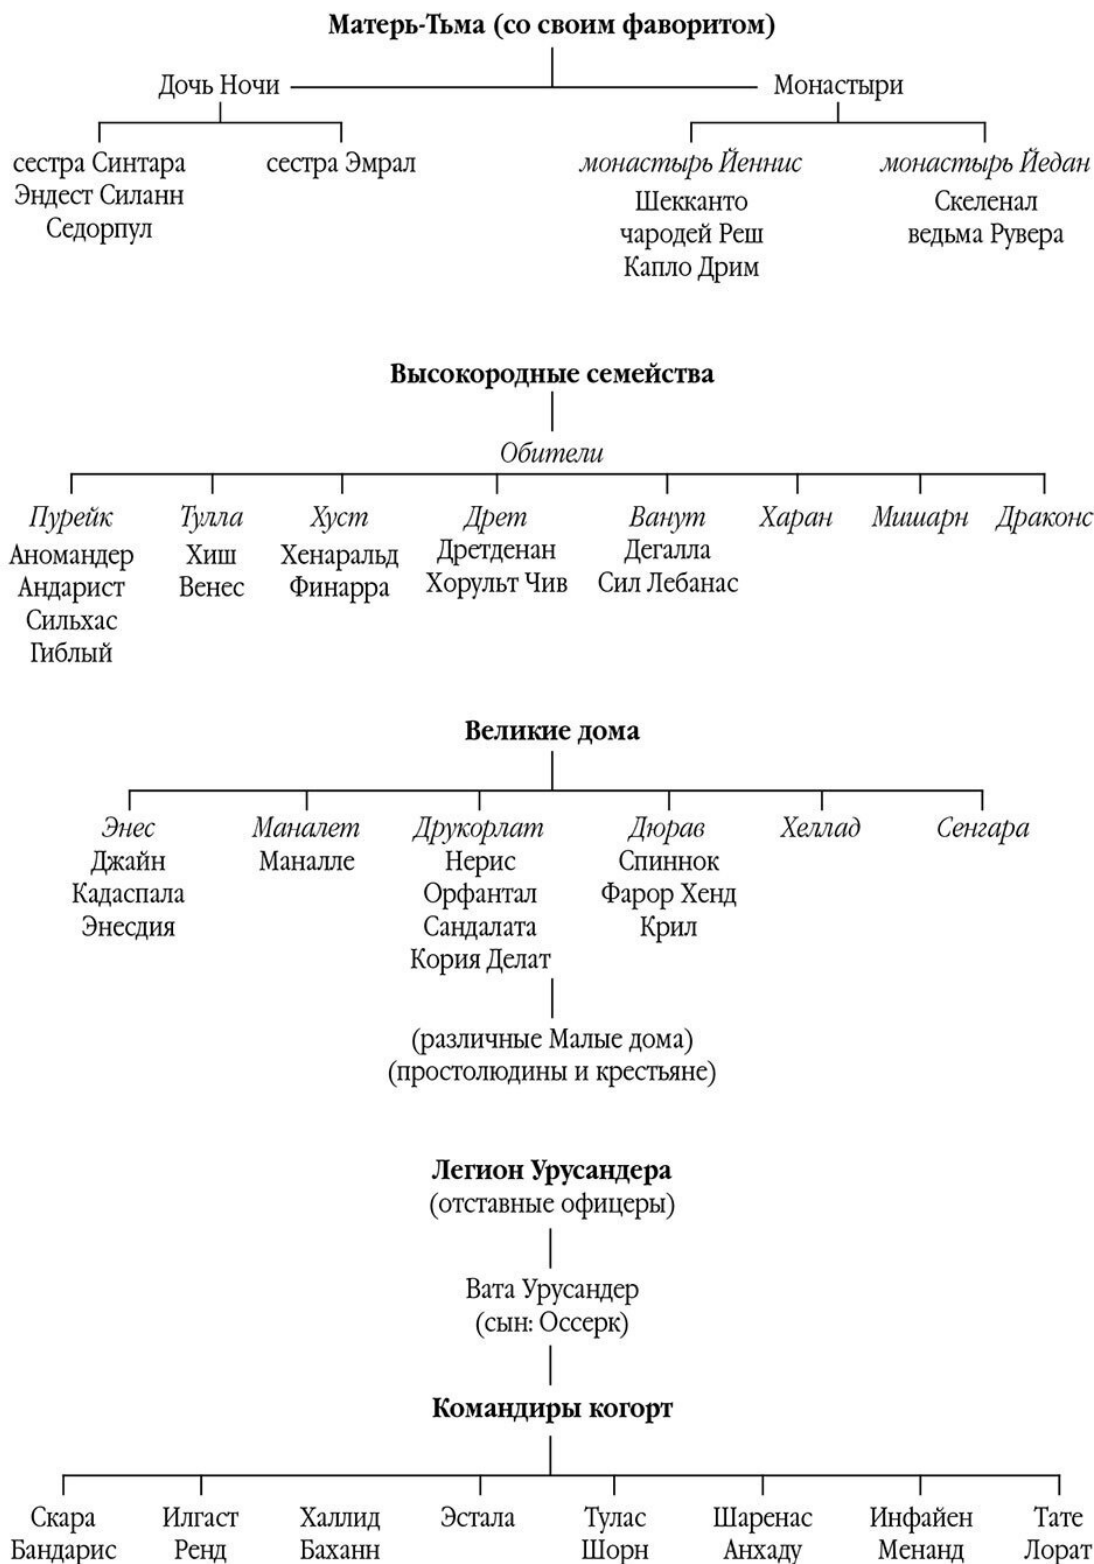 Матерь-Тьма (со своим фаворитом)
Дочь Ночи
Монастыри
сестра Синтара
Эндест Силанн
Седорпул
сестра Эмрал
монастырь Йеннис
Шекканто
чародей Реш
Капло Дрим
монастырь Йедан
Скеленал
ведьма Рувера
Высокородные семейства
Обители
Пурейк
Аномандер
Андарист
Сильхас
Гиблый
Тулла
Хиш
Венес
Хуст
Хенаральд
Финарра
Дрет
Дретденан
Хорульт Чив
Ванут
Дегалла
Сил Лебанас
Харан
Мишарн
Драконс
Великие дома
Энес
Джайн
Кадаспала
Энесдия
Маналет
Маналле
Друкорлат
Нерис
Орфантал
Сандалата
Кория Делат
Дюрав
Спиннок
Фарор Хенд
Крил
Хеллад
Сенгара
(различные Малые дома)
(простолюдины и крестьяне)
Легион Урусандера
(отставные офицеры)
Вата Урусандер
(сын: Оссерк)
Командиры когорт
Скара
Бандарис
Илгаст
Ренд
Халлид
Баханн
Эстала
Тулас
Шорн
Шаренас
Анхаду
Инфайен
Менанд
Тате
Лорат